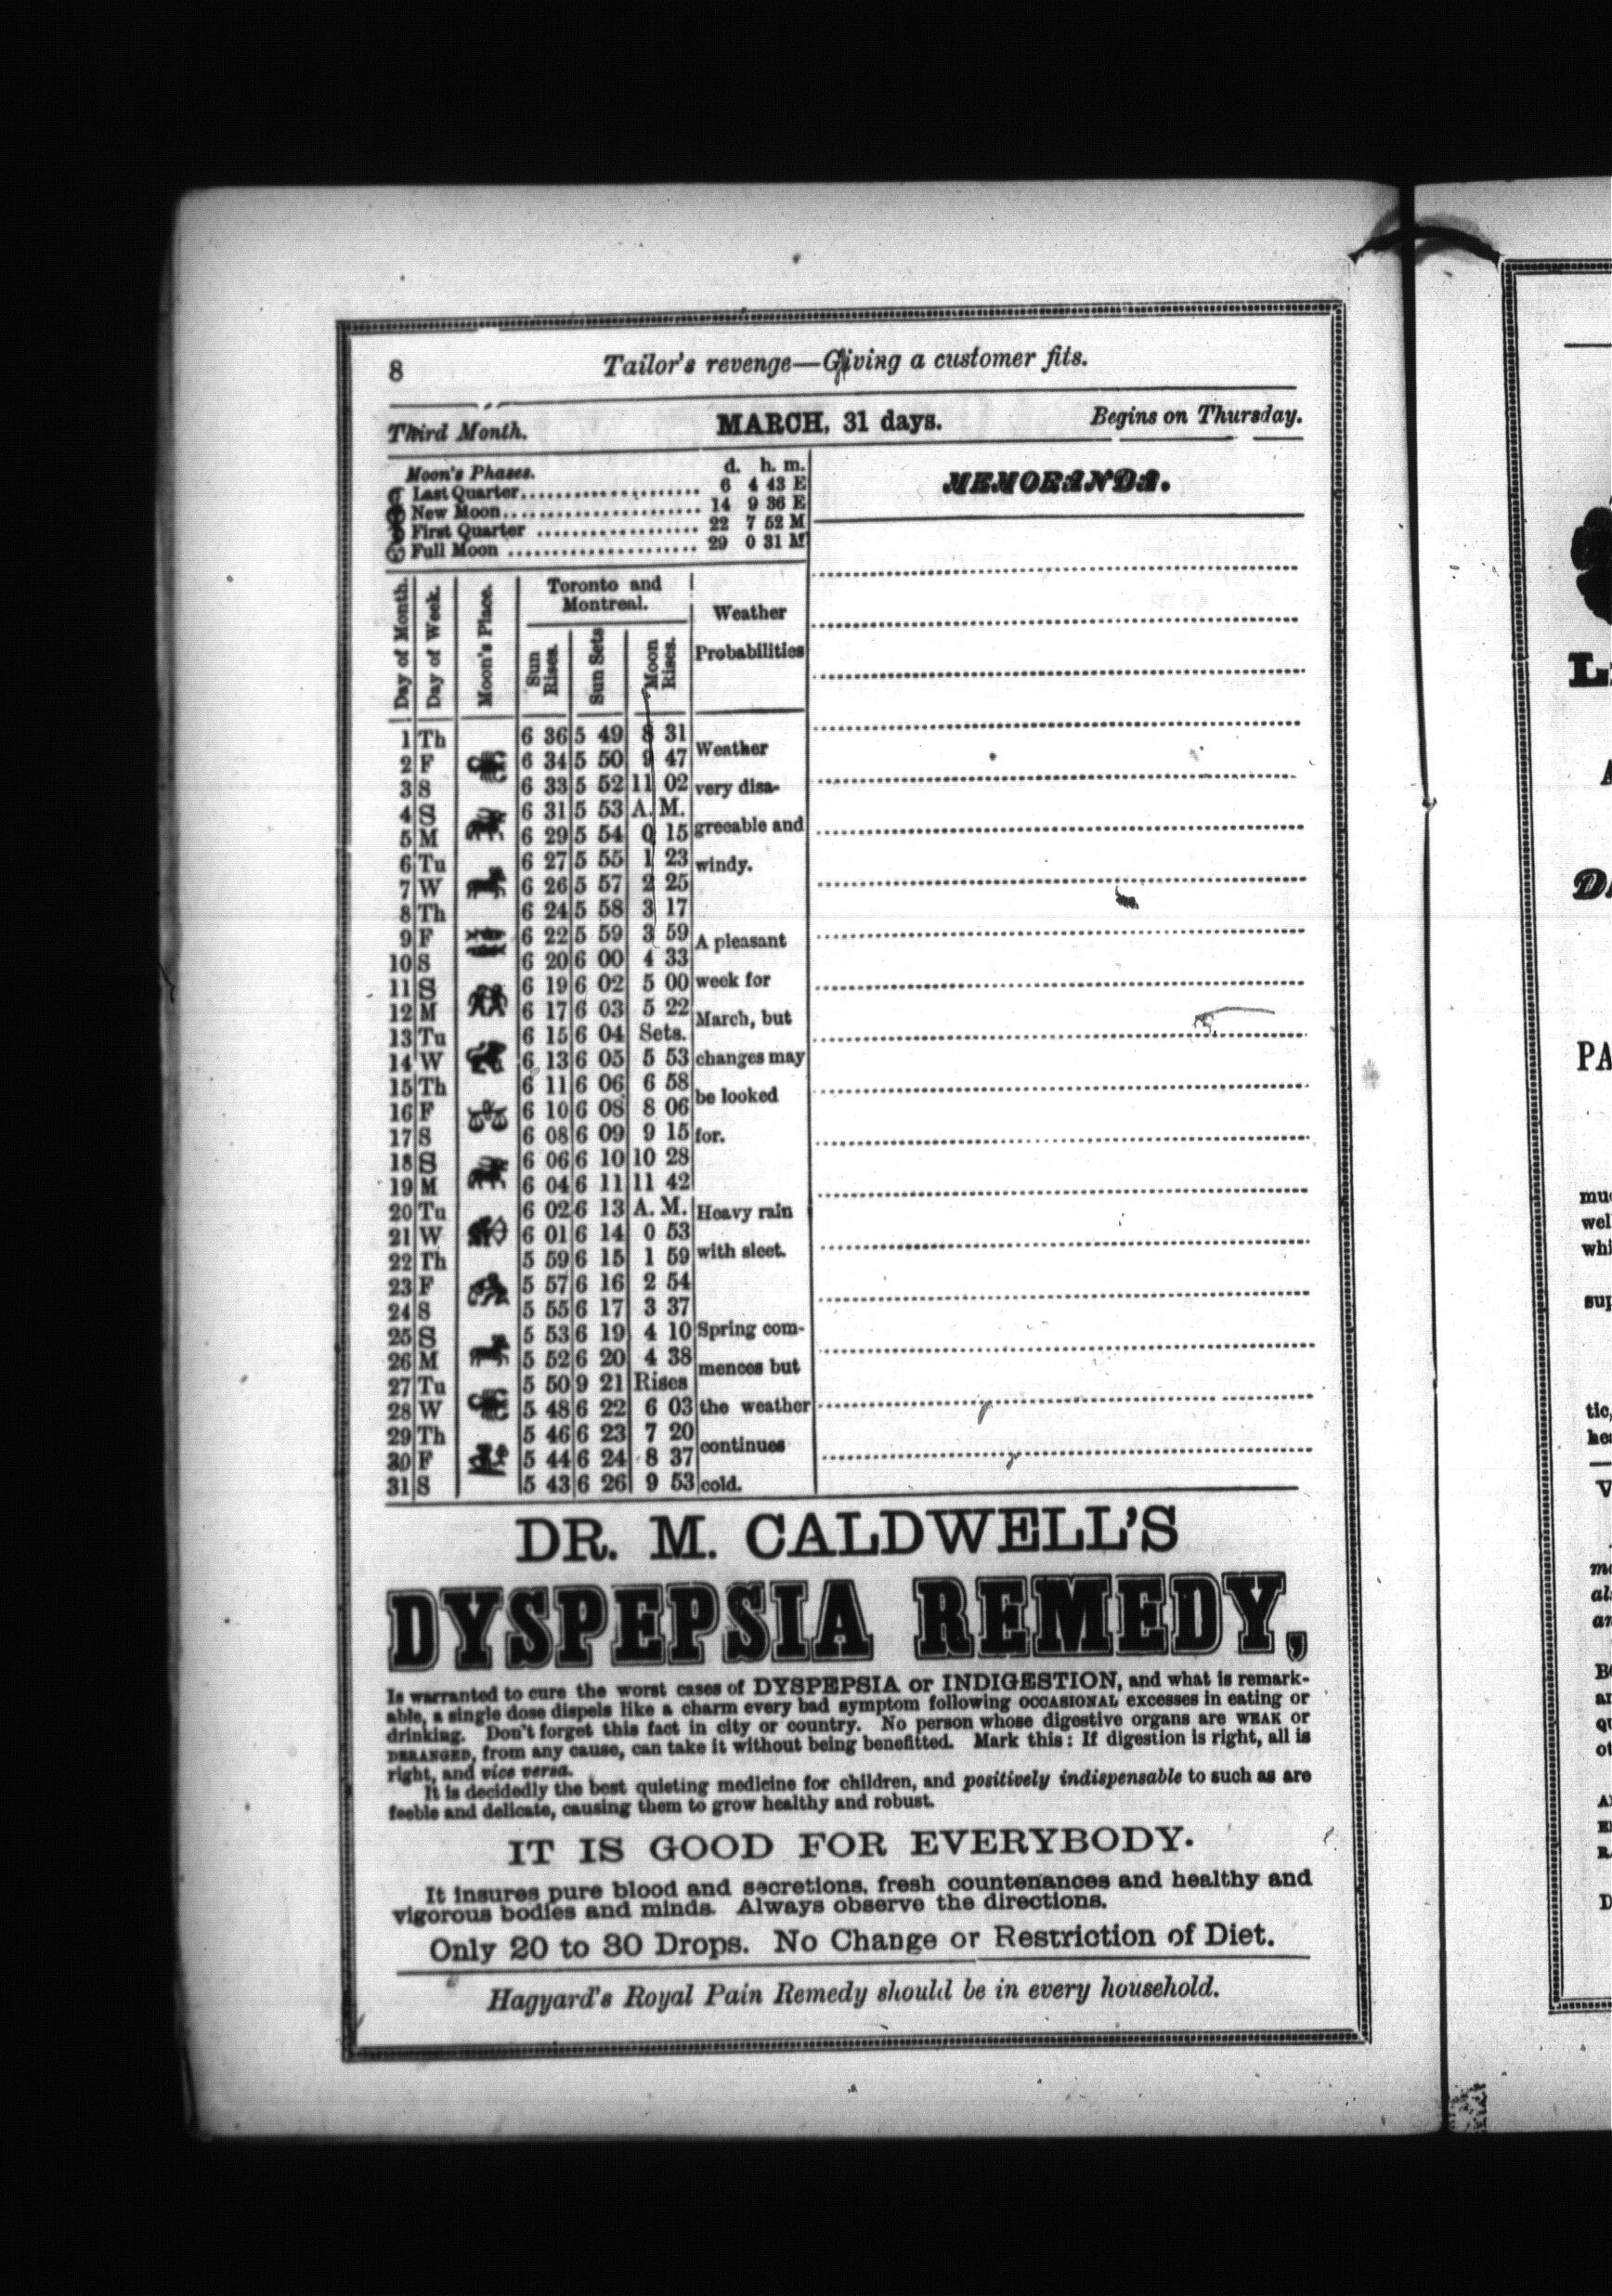 8
Tailor's revenge—Giving a customer fits.
Third Month.
MARCH, 31 days.
Begins on Thursday.
Moon's Phases. d. h. m.
Last Quarter.................... 6 4 43 E
New Moon...................... 14 9 36 E
First Quarter .................. 22 7 52 M
Full Moon ..................... 29 0 31 M
MEMORANDA.
Day of Month.
Day of Week.
Moon's Place.
Toronto and
Montreal.
Sun Rises.
Sun Sets
Moon Rises.
Weather
Probabilities
1 Th 6 36 5 49 8 31
2 F 6 34 5 50 9 47
3 S 6 33 5 52 11 02
4 S 6 31 5 53 A. M.
5 M 6 29 5 54 0 15
6 Tu 6 27 5 55 1 23
7 W 6 26 5 57 2 25
8 Th 6 24 5 58 3 17
9 F 6 22 5 59 3 59
10 S 6 20 6 00 4 33
11 S 6 19 6 02 5 00
12 M 6 17 6 03 5 22
13 Tu 6 15 6 04 Sets.
14 W 6 13 6 05 5 53
15 Th 6 11 6 06 6 58
16 F 6 10 6 08 8 06
17 S 6 08 6 09 9 15
18 S 6 06 6 10 10 28
19 M 6 04 6 11 11 42
20 Tu 6 02 6 13 A. M.
21 W 6 01 6 14 0 53
22 Th 5 59 6 15 1 59
23 F 5 57 6 16 2 54
24 S 5 55 6 17 3 37
25 S 5 53 6 19 4 10
26 M 5 52 6 20 4 38
27 Tu 5 50 9 21 Rises
28 W 5 48 6 22 6 03
29 Th 5 46 6 23 7 20
30 F 5 44 6 24 8 37
31 S 5 43 6 26 9 53
Weather
very disa-
greeable and
windy.
A pleasant
week for
March, but
changes may
be looked
for.
Heavy rain
with sleet.
Spring com-
mences but
the weather
continues
cold.
DR. M. CALDWELL'S
DYSPEPSIA REMEDY,
Is warranted to cure the worst cases of DYSPEPSIA or INDIGESTION, and what is remark-
able, a single dose dispels like a charm every bad symptom following OCCASIONAL excesses in eating or
drinking. Don't forget this fact in city or country. No person whose digestive organs are WEAK or
DERANGED, from any cause, can take it without being benefitted. Mark this: If digestion is right, all is
right, and vice versa.
It is decidedly the best quieting medicine for children, and positively indispensable to such as are
feeble and delicate, causing them to grow healthy and robust.
IT IS GOOD FOR EVERYBODY.
It insures pure blood and secretions, fresh countenances and healthy and
vigorous bodies and minds. Always observe the directions.
Only 20 to 30 Drops. No Change or Restriction of Diet.
Hagyard's Royal Pain Remedy should be in every household.